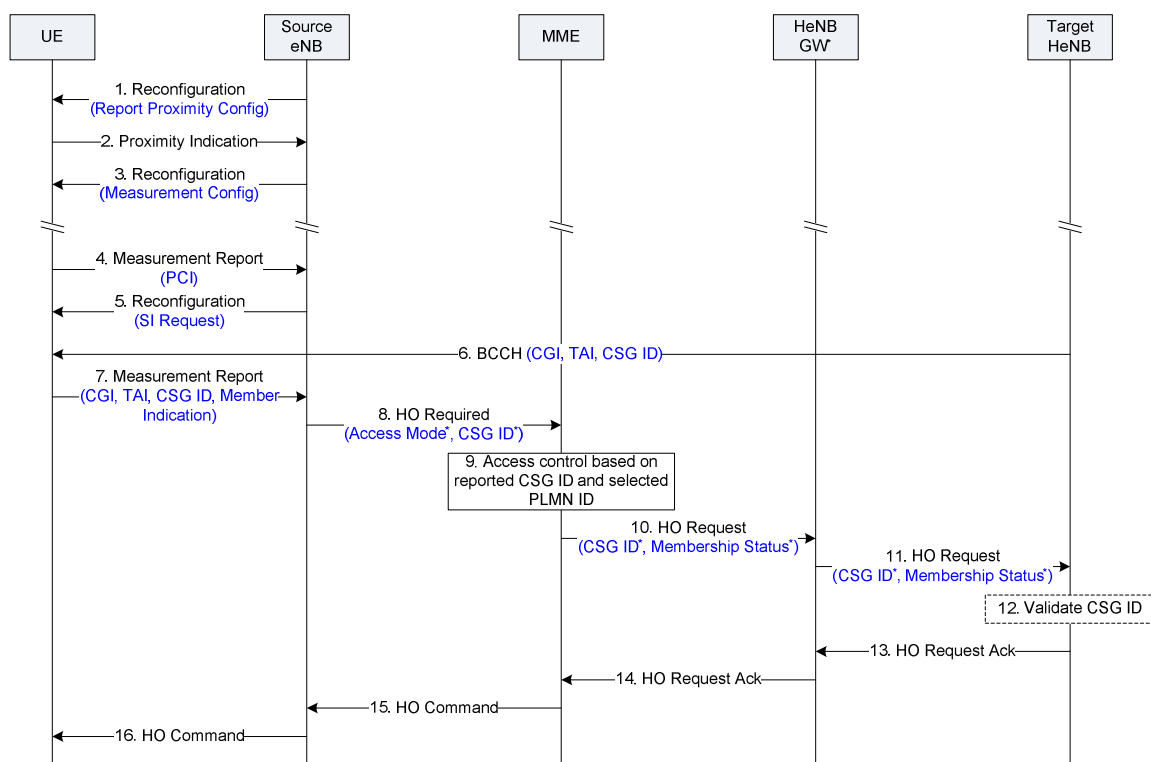 UE
Source
eNB
MME
HeNB
GW*
Target
HeNB
1. Reconfiguration
(Report Proximity Config)
2. Proximity Indication
3. Reconfiguration
(Measurement Config)
4. Measurement Report
(PCI)
5. Reconfiguration
(SI Request)
6. BCCH (CGI, TAI, CSG ID)
7. Measurement Report
(CGI, TAI, CSG ID, Member
Indication)
8. HO Required
(Access Mode*, CSG ID*)
9. Access control based on
reported CSG ID and selected
PLMN ID
10. HO Request
(CSG ID*, Membership Status*)
11. HO Request
(CSG ID*, Membership Status*)
12. Validate CSG ID
13. HO Request Ack
14. HO Request Ack
15. HO Command
16. HO Command